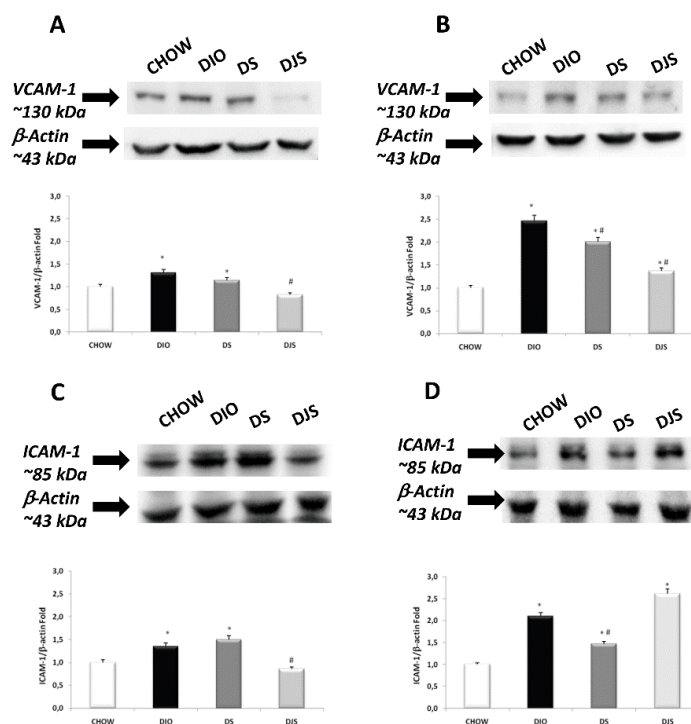 A
CHOW DIO DS DJS
VCAM-1
~130 kDa
β-Actin
~43 kDa
VCAM-1/β-actin Fold
3,0
2,5
2,0
1,5
1,0
0,5
0,0
*
*
#
CHOW DIO DS DJS
B
CHOW DIO DS DJS
VCAM-1
~130 kDa
β-Actin
~43 kDa
VCAM-1/β-actin Fold
3,0
2,5
2,0
1,5
1,0
0,5
0,0
*
* #
* #
CHOW DIO DS DJS
C
CHOW DIO DS DJS
ICAM-1
~85 kDa
β-Actin
~43 kDa
ICAM-1/β-actin Fold
3,0
2,5
2,0
1,5
1,0
0,5
0,0
*
*
#
CHOW DIO DS DJS
D
CHOW DIO DS DJS
ICAM-1
~85 kDa
β-Actin
~43 kDa
ICAM-1/β-actin Fold
3,0
2,5
2,0
1,5
1,0
0,5
0,0
*
* #
*
CHOW DIO DS DJS